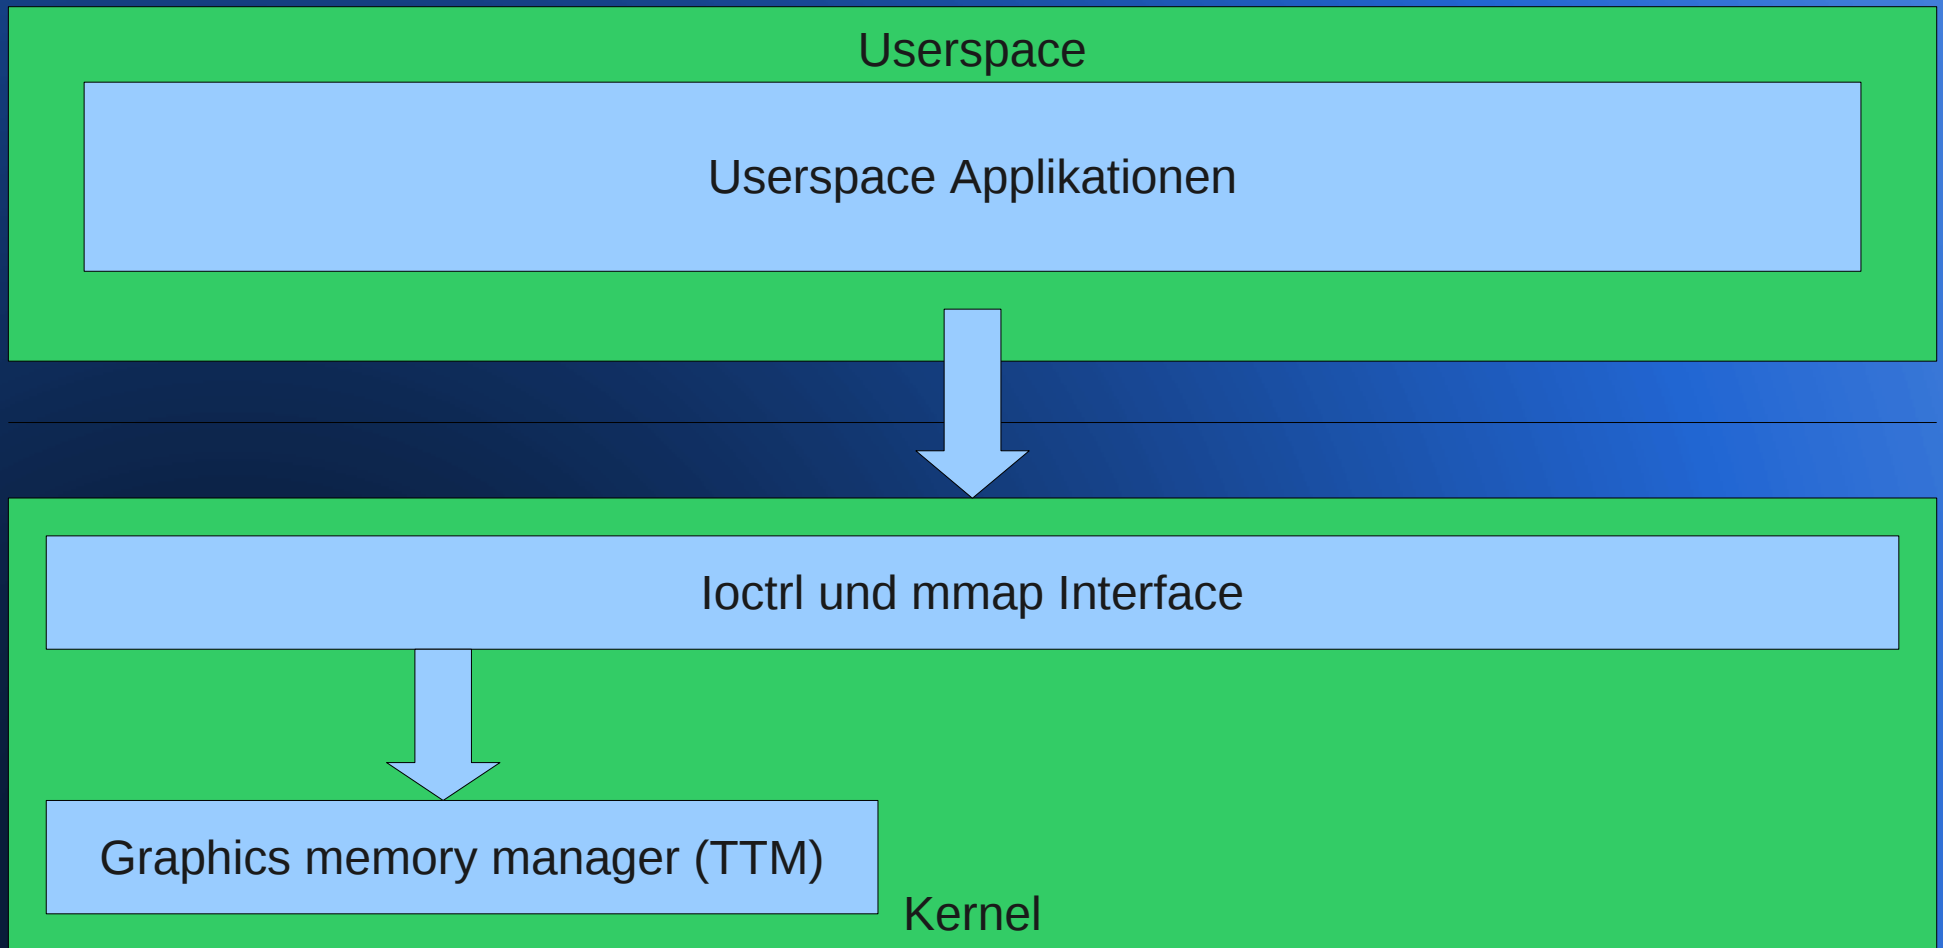 Userspace
Userspace Applikationen
Ioctrl und mmap Interface
Graphics memory manager (TTM)
Kernel